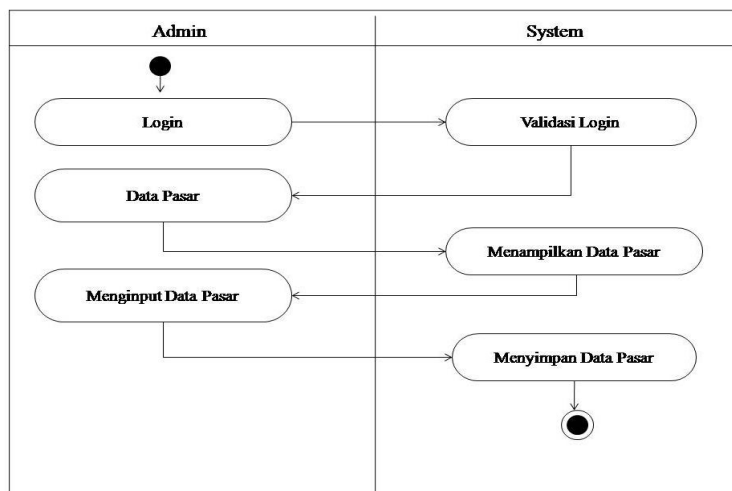 Admin
System
Login
Validasi Login
Data Pasar
Menampilkan Data Pasar
Menginput Data Pasar
Menyimpan Data Pasar